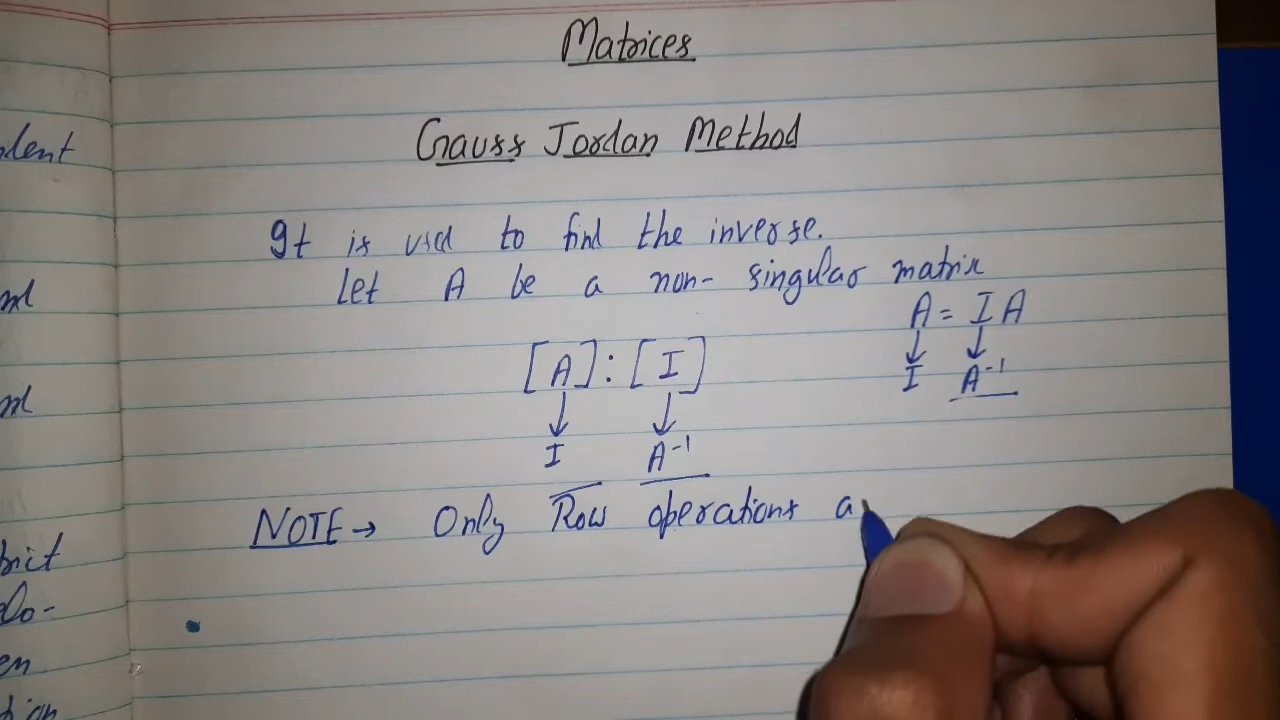 Matrices
Gauss Jordan Method
It is used to find the inverse.
Let A be a non-singular matrix
A = I A
↓ ↓
I A⁻¹
[A] : [I]
↓ ↓
I A⁻¹
NOTE → Only Row operations a